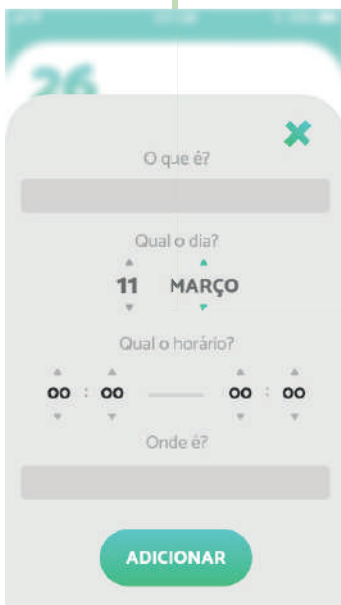 26
O que é?
Qual o dia?
11 MARÇO
Qual o horário?
00 : 00 00 : 00
Onde é?
ADICIONAR